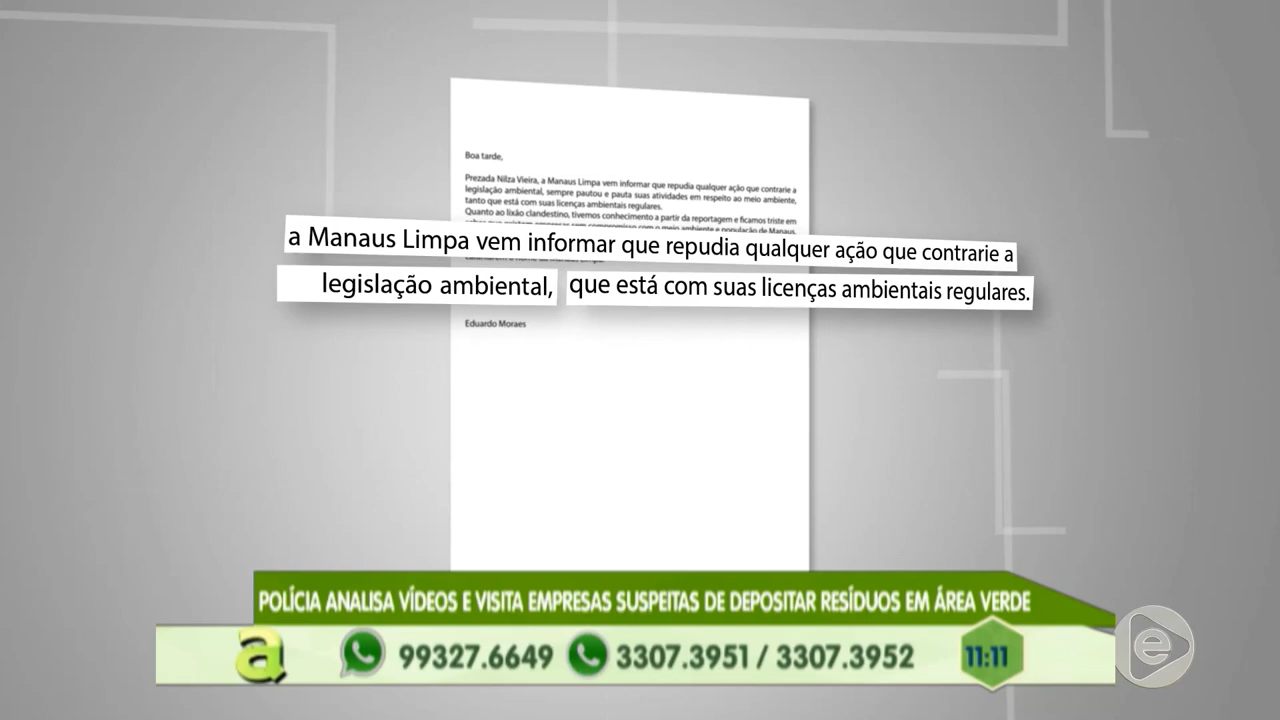 Boa tarde,
Prezada Nilza Vieira, a Manaus Limpa vem informar que repudia qualquer ação que contrarie a
legislação ambiental, sempre pautou e pauta suas atividades em respeito ao meio ambiente,
tanto que está com suas licenças ambientais regulares.
Quanto ao lixão clandestino, tivemos conhecimento a partir da reportagem e ficamos triste em
a Manaus Limpa vem informar que repudia qualquer ação que contrarie a
legislação ambiental, que está com suas licenças ambientais regulares.
Eduardo Moraes
POLÍCIA ANALISA VÍDEOS E VISITA EMPRESAS SUSPEITAS DE DEPOSITAR RESÍDUOS EM ÁREA VERDE
a 99327.6649 3307.3951 / 3307.3952 11:11
e